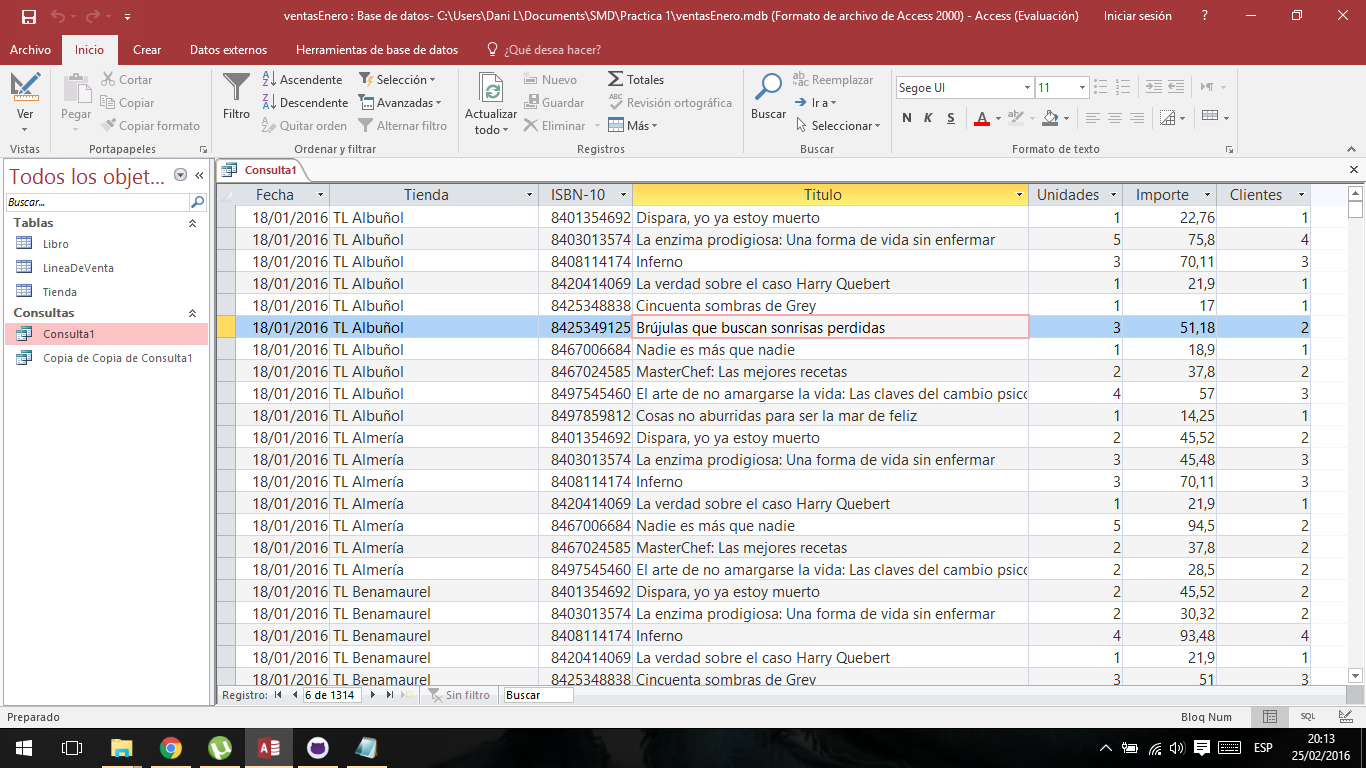 ventasEnero : Base de datos- C:\Users\Dani L\Documents\SMD\Practica 1\ventasEnero.mdb (Formato de archivo de Access 2000) - Access (Evaluación) Iniciar sesión ?
Archivo Inicio Crear Datos externos Herramientas de base de datos ¿Qué desea hacer?
Ver
Vistas
Pegar
Cortar
Copiar
Copiar formato
Portapapeles
Filtro
Ascendente
Descendente
Quitar orden
Selección
Avanzadas
Alternar filtro
Ordenar y filtrar
Actualizar todo
Nuevo
Guardar
Eliminar
Totales
Revisión ortográfica
Más
Registros
Buscar
Reemplazar
Ir a
Seleccionar
Buscar
Segoe UI 11
N K S A
Formato de texto
Todos los objet... «
Buscar...
Tablas
Libro
LineaDeVenta
Tienda
Consultas
Consulta1
Copia de Copia de Consulta1
Consulta1
Fecha Tienda ISBN-10 Titulo Unidades Importe Clientes
18/01/2016 TL Albuñol 8401354692 Dispara, yo ya estoy muerto 1 22,76 1
18/01/2016 TL Albuñol 8403013574 La enzima prodigiosa: Una forma de vida sin enfermar 5 75,8 4
18/01/2016 TL Albuñol 8408114174 Inferno 3 70,11 3
18/01/2016 TL Albuñol 8420414069 La verdad sobre el caso Harry Quebert 1 21,9 1
18/01/2016 TL Albuñol 8425348838 Cincuenta sombras de Grey 1 17 1
18/01/2016 TL Albuñol 8425349125 Brújulas que buscan sonrisas perdidas 3 51,18 2
18/01/2016 TL Albuñol 8467006684 Nadie es más que nadie 1 18,9 1
18/01/2016 TL Albuñol 8467024585 MasterChef: Las mejores recetas 2 37,8 2
18/01/2016 TL Albuñol 8497545460 El arte de no amargarse la vida: Las claves del cambio psico 4 57 3
18/01/2016 TL Albuñol 8497859812 Cosas no aburridas para ser la mar de feliz 1 14,25 1
18/01/2016 TL Almería 8401354692 Dispara, yo ya estoy muerto 2 45,52 2
18/01/2016 TL Almería 8403013574 La enzima prodigiosa: Una forma de vida sin enfermar 3 45,48 3
18/01/2016 TL Almería 8408114174 Inferno 3 70,11 3
18/01/2016 TL Almería 8420414069 La verdad sobre el caso Harry Quebert 1 21,9 1
18/01/2016 TL Almería 8467006684 Nadie es más que nadie 5 94,5 2
18/01/2016 TL Almería 8467024585 MasterChef: Las mejores recetas 2 37,8 2
18/01/2016 TL Almería 8497545460 El arte de no amargarse la vida: Las claves del cambio psico 2 28,5 2
18/01/2016 TL Benamaurel 8401354692 Dispara, yo ya estoy muerto 2 45,52 2
18/01/2016 TL Benamaurel 8403013574 La enzima prodigiosa: Una forma de vida sin enfermar 2 30,32 2
18/01/2016 TL Benamaurel 8408114174 Inferno 4 93,48 4
18/01/2016 TL Benamaurel 8420414069 La verdad sobre el caso Harry Quebert 1 21,9 1
18/01/2016 TL Benamaurel 8425348838 Cincuenta sombras de Grey 3 51 3
Registro: 6 de 1314 Sin filtro Buscar
Preparado Bloq Num SQL
ESP
20:13
25/02/2016